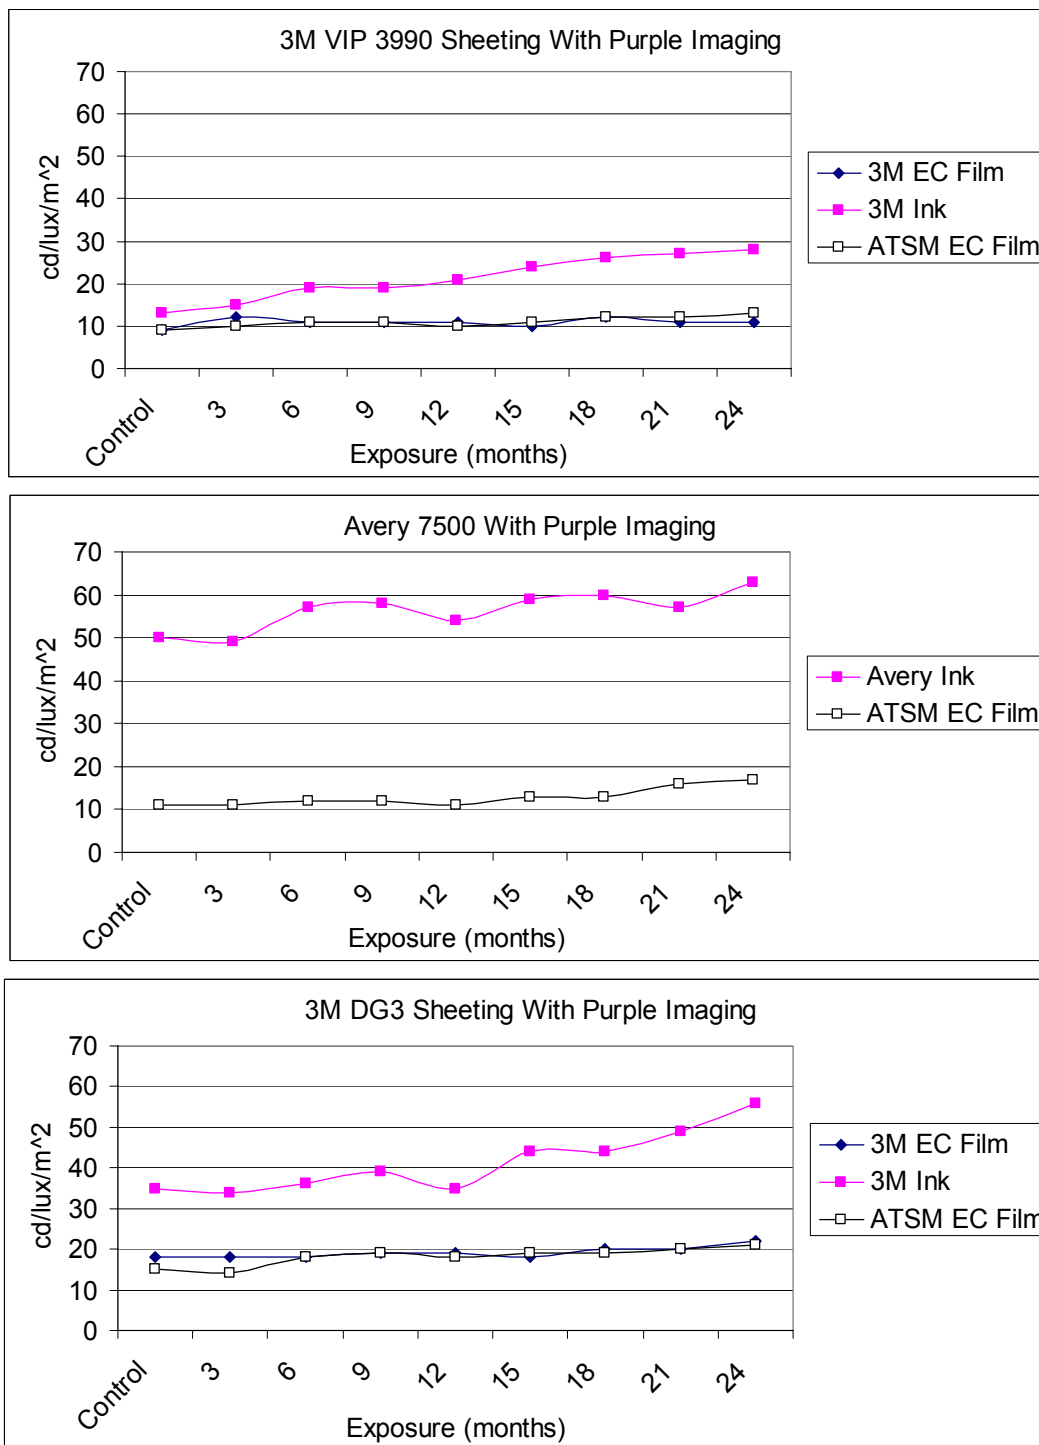 3M VIP 3990 Sheeting With Purple Imaging
70
60
50
40
30
20
10
0
cd/lux/m^2
Control 3 6 9 12 15 18 21 24
Exposure (months)
3M EC Film
3M Ink
ATSM EC Film
Avery 7500 With Purple Imaging
70
60
50
40
30
20
10
0
cd/lux/m^2
Control 3 6 9 12 15 18 21 24
Exposure (months)
Avery Ink
ATSM EC Film
3M DG3 Sheeting With Purple Imaging
70
60
50
40
30
20
10
0
cd/lux/m^2
Control 3 6 9 12 15 18 21 24
Exposure (months)
3M EC Film
3M Ink
ATSM EC Film